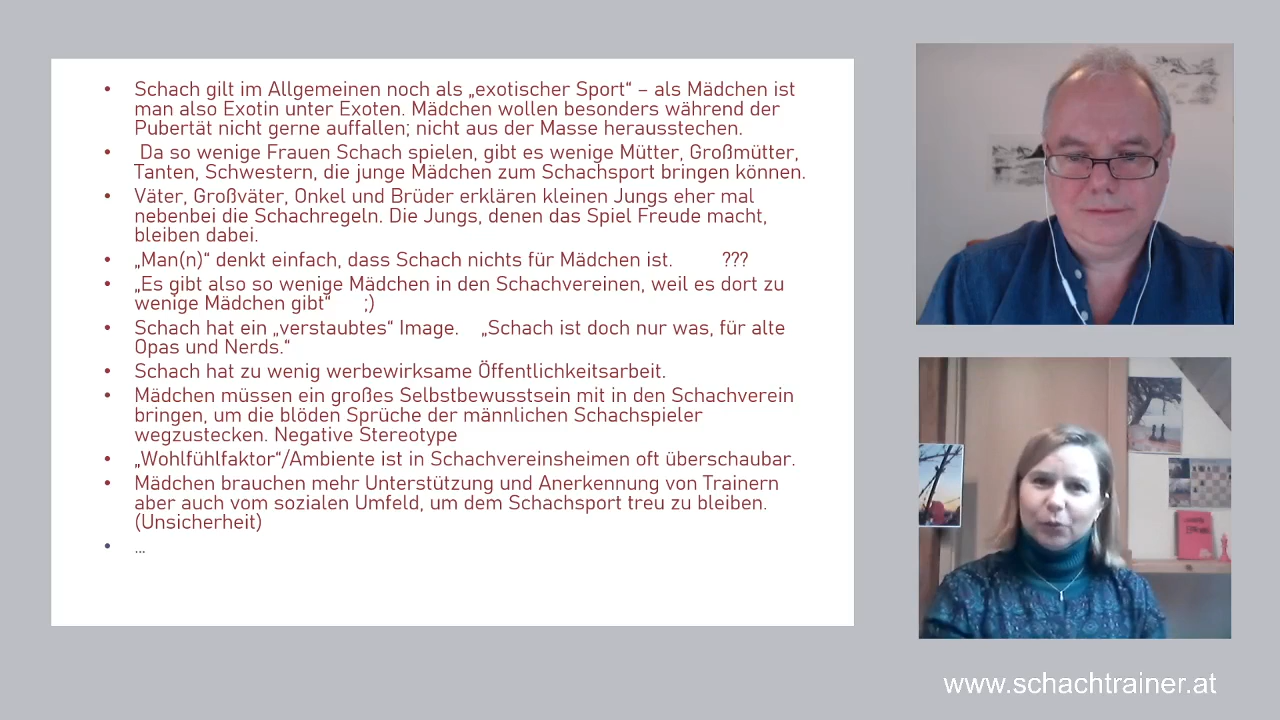 • Schach gilt im Allgemeinen noch als „exotischer Sport“ – als Mädchen ist
man also Exotin unter Exoten. Mädchen wollen besonders während der
Pubertät nicht gerne auffallen; nicht aus der Masse herausstechen.
• Da so wenige Frauen Schach spielen, gibt es wenige Mütter, Großmütter,
Tanten, Schwestern, die junge Mädchen zum Schachsport bringen können.
• Väter, Großväter, Onkel und Brüder erklären kleinen Jungs eher mal
nebenbei die Schachregeln. Die Jungs, denen das Spiel Freude macht,
bleiben dabei.
• „Man(n)“ denkt einfach, dass Schach nichts für Mädchen ist. ???
• „Es gibt also so wenige Mädchen in den Schachvereinen, weil es dort zu
wenige Mädchen gibt“ ;)
• Schach hat ein „verstaubtes“ Image. „Schach ist doch nur was, für alte
Opas und Nerds.“
• Schach hat zu wenig werbewirksame Öffentlichkeitsarbeit.
• Mädchen müssen ein großes Selbstbewusstsein mit in den Schachverein
bringen, um die blöden Sprüche der männlichen Schachspieler
wegzustecken. Negative Stereotype
• „Wohlfühlfaktor“/Ambiente ist in Schachvereinsheimen oft überschaubar.
• Mädchen brauchen mehr Unterstützung und Anerkennung von Trainern
aber auch vom sozialen Umfeld, um dem Schachsport treu zu bleiben.
(Unsicherheit)
• ...
www.schachtrainer.at